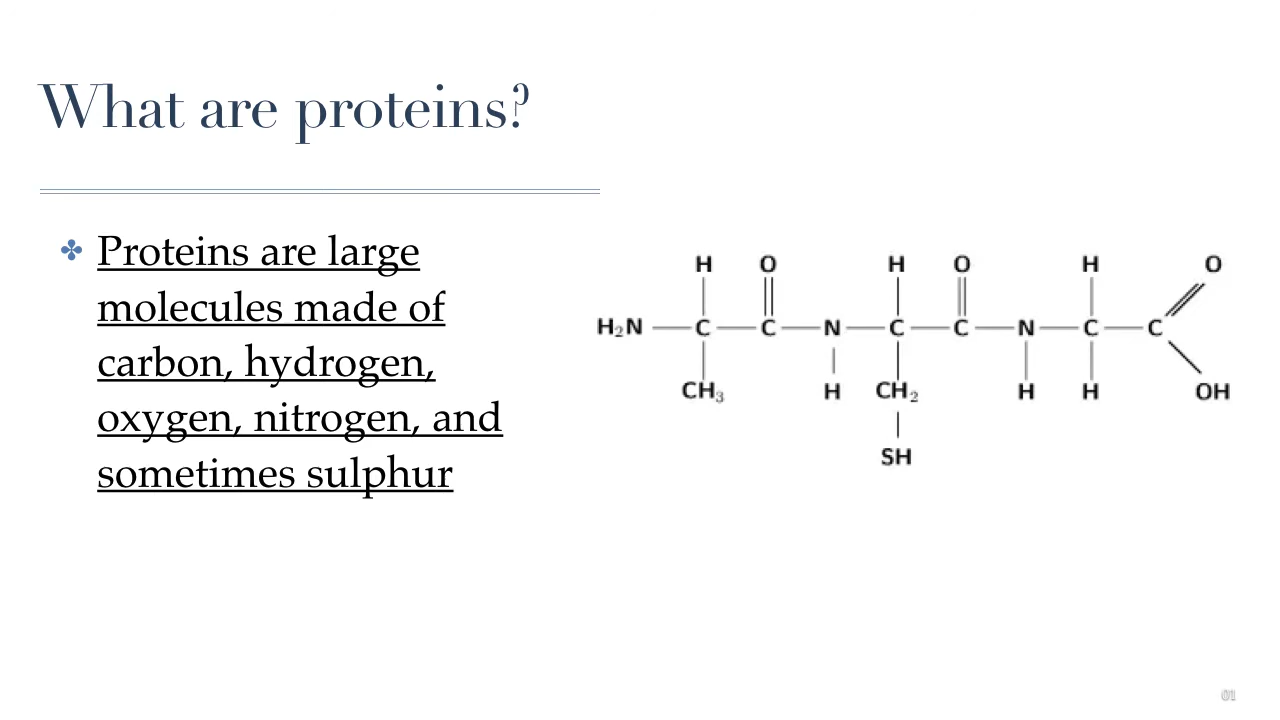 What are proteins?
Proteins are large
molecules made of
carbon, hydrogen,
oxygen, nitrogen, and
sometimes sulphur
H O H O H O
H₂N C C N C C N C C
CH₃ H CH₂ H H OH
SH
01